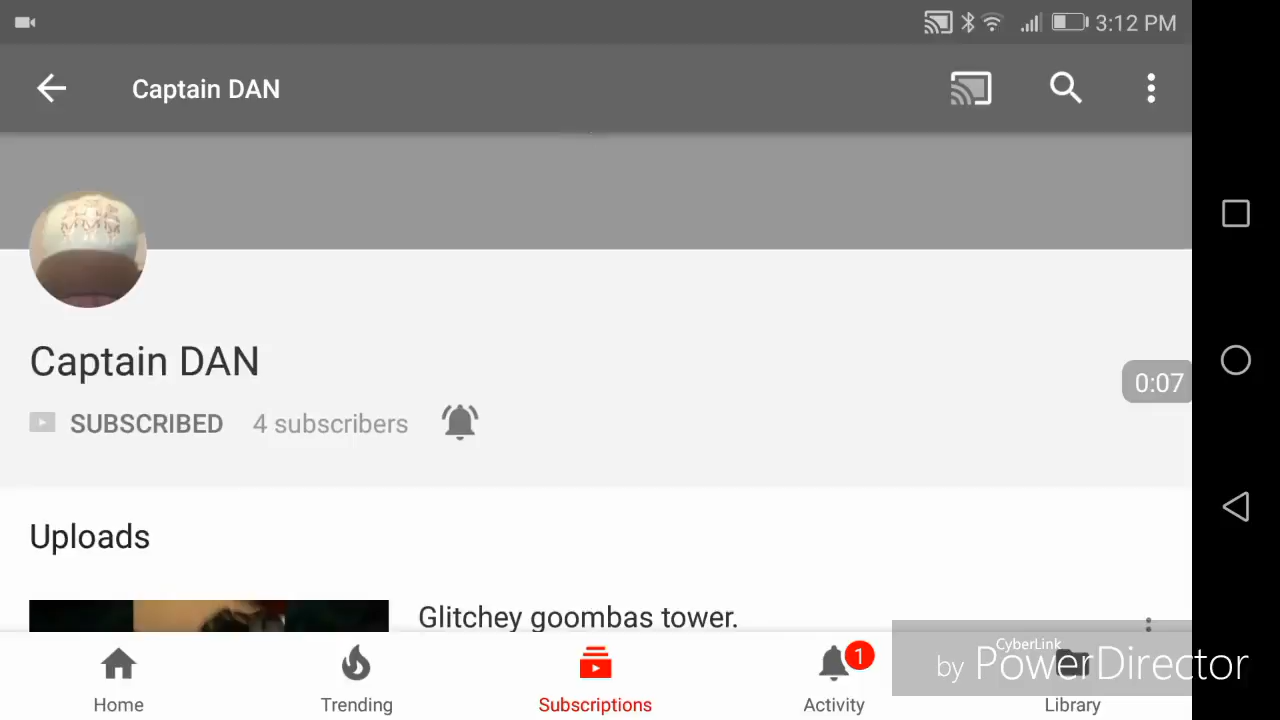 3:12 PM
Captain DAN
Captain DAN
SUBSCRIBED 4 subscribers
0:07
Uploads
Glitchey goombas tower.
CyberLink
by PowerDirector
1
Home Trending Subscriptions Activity Library